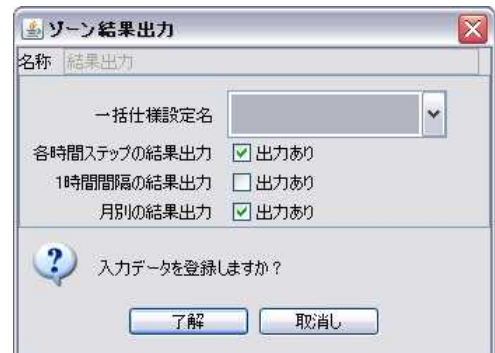 ゾーン結果出力
名称 結果出力
一括仕様設定名
各時間ステップの結果出力 出力あり
1時間間隔の結果出力 出力あり
月別の結果出力 出力あり
入力データを登録しますか？
了解 取消し